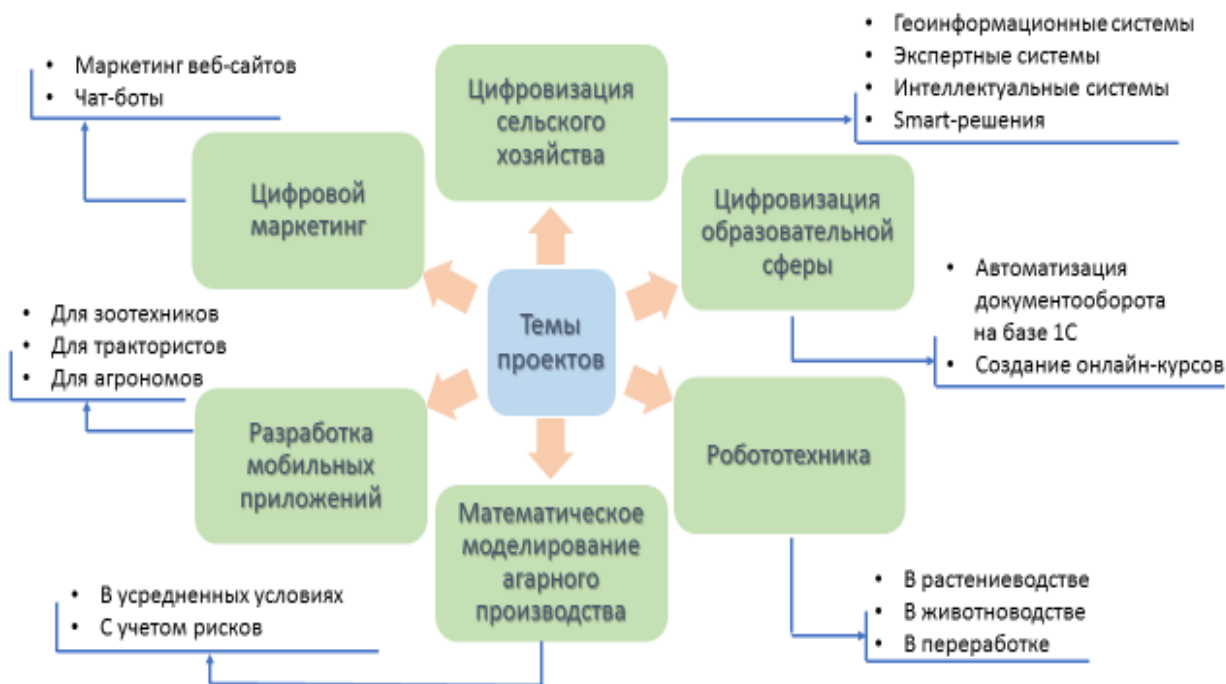 • Геоинформационные системы
• Экспертные системы
• Интеллектуальные системы
• Smart-решения
• Маркетинг веб-сайтов
• Чат-боты
Цифровизация
сельского
хозяйства
Цифровой
маркетинг
Цифровизация
образовательной
сферы
• Автоматизация
документооборота
на базе 1С
• Создание онлайн-курсов
• Для зоотехников
• Для трактористов
• Для агрономов
Темы
проектов
Разработка
мобильных
приложений
Робототехника
Математическое
моделирование
агарного
производства
• В усредненных условиях
• С учетом рисков
• В растениеводстве
• В животноводстве
• В переработке